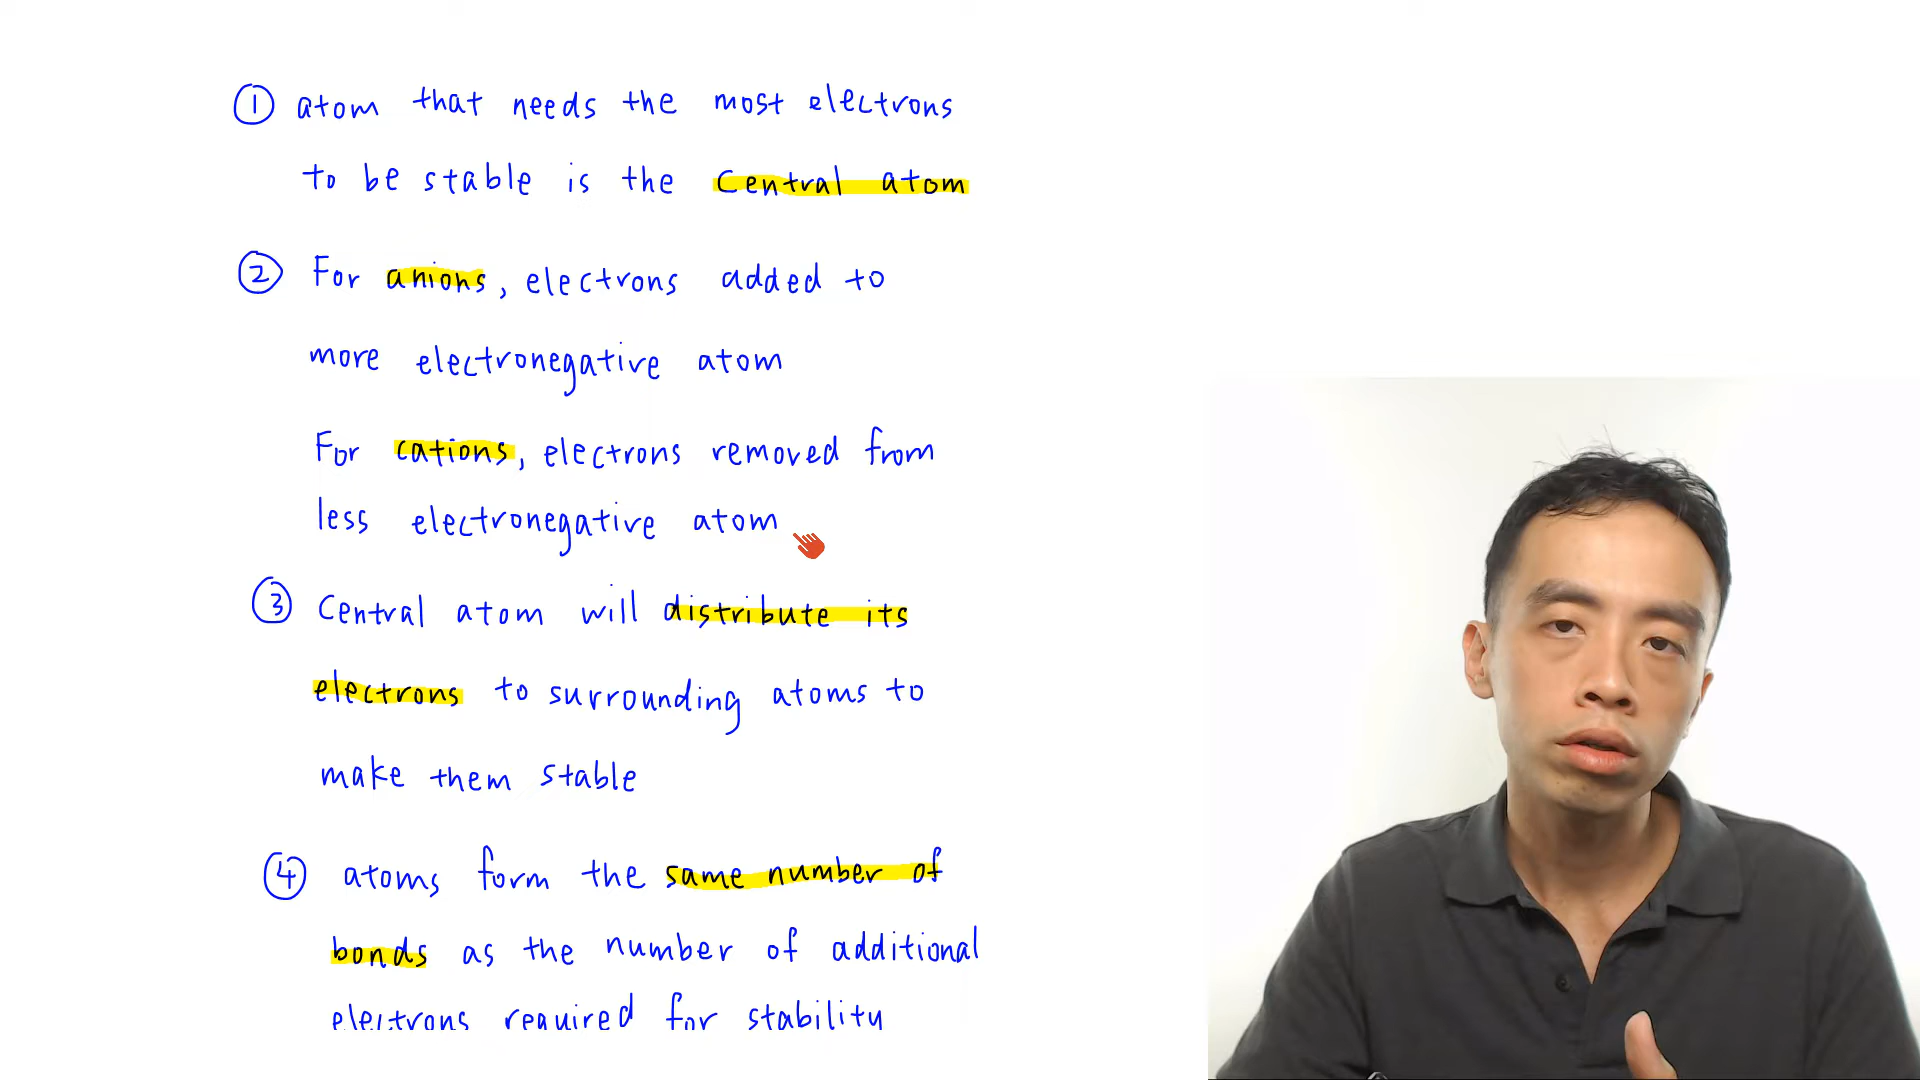 ① atom that needs the most electrons
to be stable is the central atom
② For anions, electrons added to
more electronegative atom
For cations, electrons removed from
less electronegative atom
③ Central atom will distribute its
electrons to surrounding atoms to
make them stable
④ atoms form the same number of
bonds as the number of additional
electrons required for stability